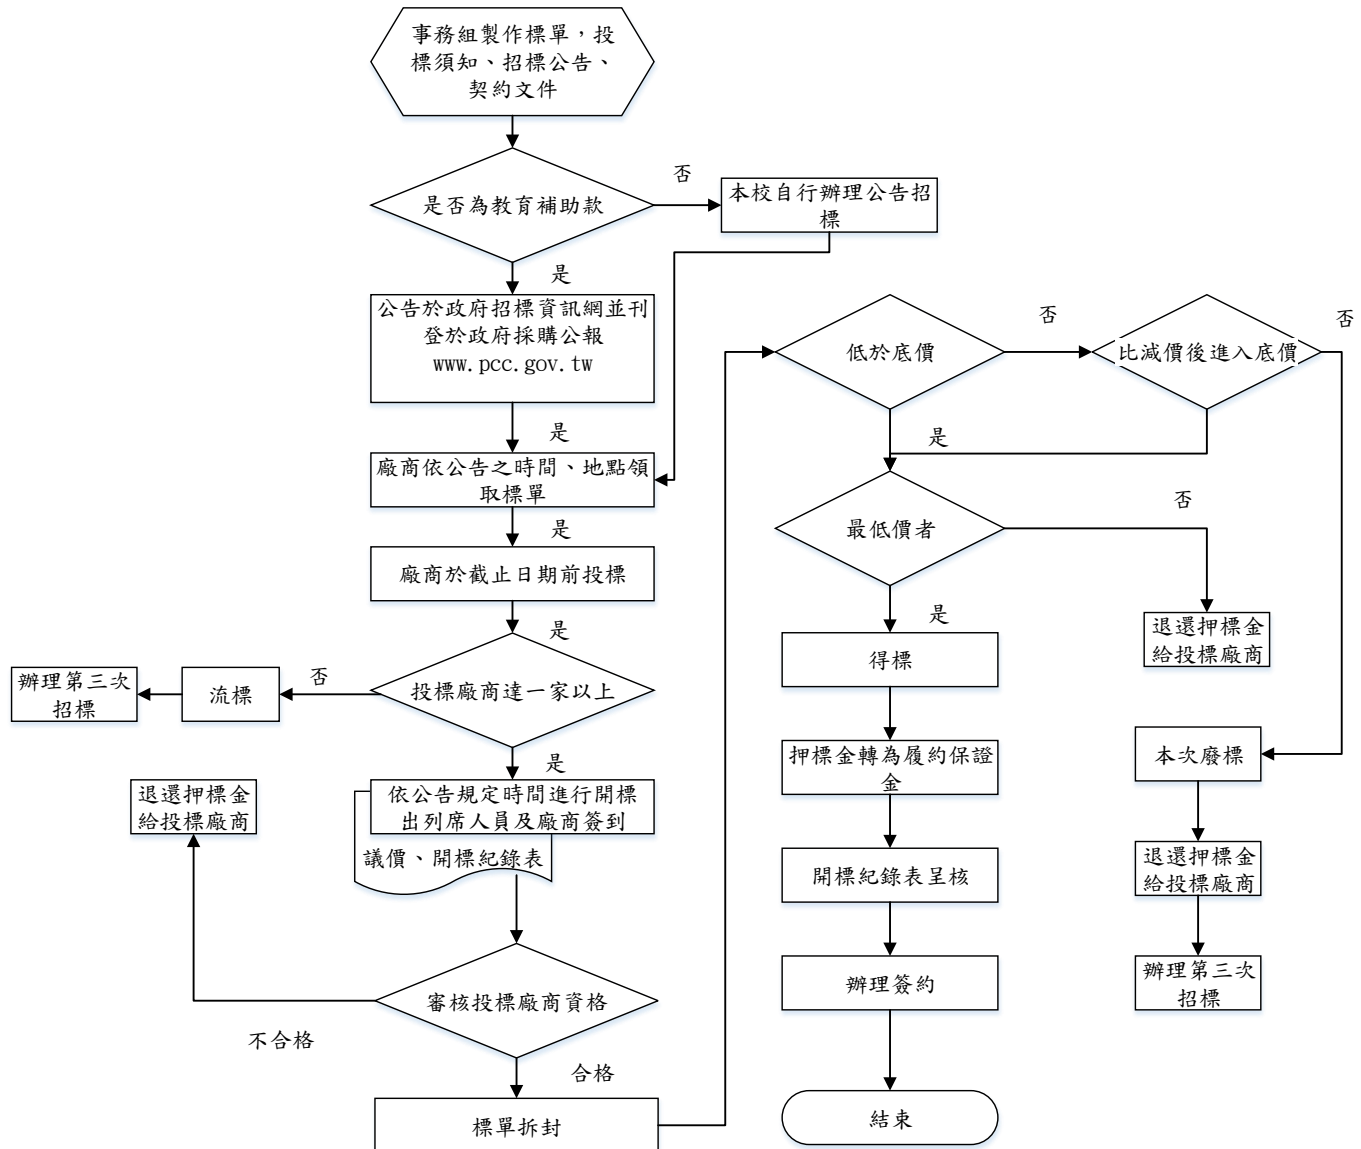 事務組製作標單，投
標須知、招標公告、
契約文件
是否為教育補助款
否
本校自行辦理公告招
標
是
公告於政府招標資訊網並刊
登於政府採購公報
www.pcc.gov.tw
是
廠商依公告之時間、地點領
取標單
是
廠商於截止日期前投標
是
投標廠商達一家以上
否
流標
辦理第三次
招標
是
依公告規定時間進行開標
出列席人員及廠商簽到
議價、開標紀錄表
退還押標金
給投標廠商
審核投標廠商資格
不合格
合格
標單拆封
低於底價
否
比減價後進入底價
否
是
最低價者
否
退還押標金
給投標廠商
是
得標
押標金轉為履約保證
金
開標紀錄表呈核
辦理簽約
結束
本次廢標
退還押標金
給投標廠商
辦理第三次
招標